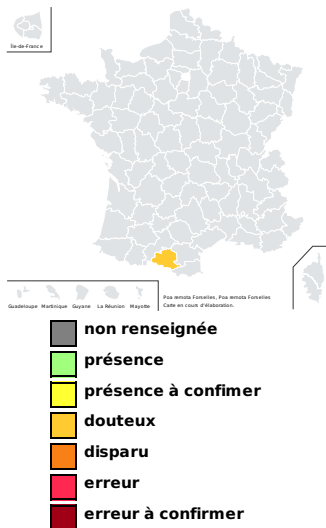 Île-de-France
Guadeloupe Martinique Guyane La Réunion Mayotte
Poa remota Forselles, Poa remota Forselles
Carte en cours d'élaboration.
non renseignée
présence
présence à confimer
douteux
disparu
erreur
erreur à confirmer